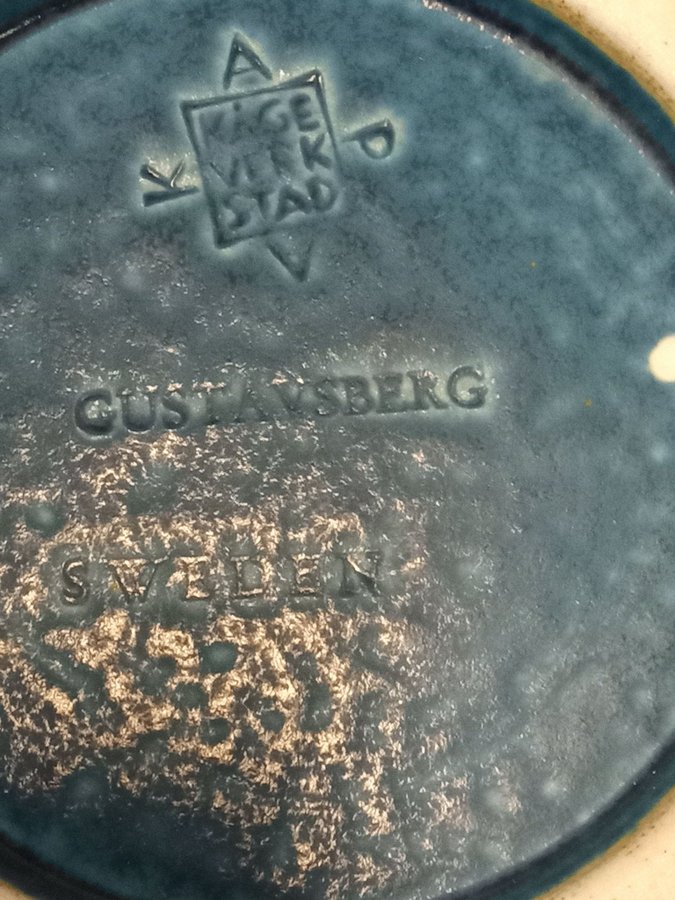 A
K
P
V
KÅGE
VERK
STAD
GUSTAVSBERG
SWEDEN